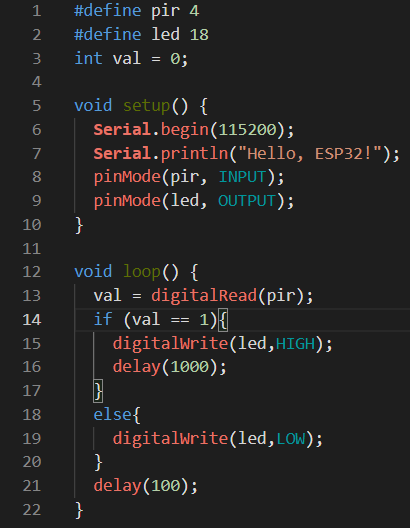 1 #define pir 4
2 #define led 18
3 int val = 0;
4
5 void setup() {
6   Serial.begin(115200);
7   Serial.println("Hello, ESP32!");
8   pinMode(pir, INPUT);
9   pinMode(led, OUTPUT);
10 }
11
12 void loop() {
13   val = digitalRead(pir);
14   if (val == 1){
15     digitalWrite(led,HIGH);
16     delay(1000);
17   }
18   else{
19     digitalWrite(led,LOW);
20   }
21   delay(100);
22 }